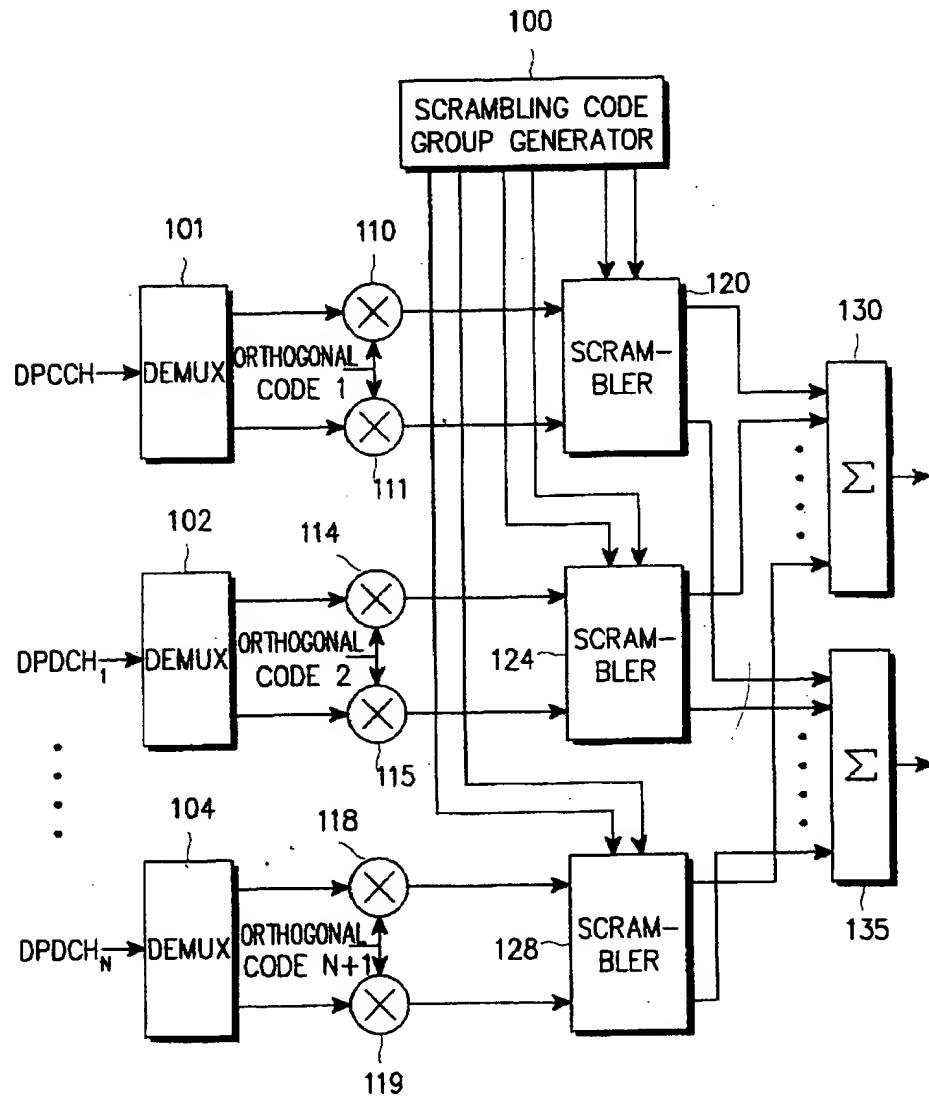 100
SCRAMBLING CODE
GROUP GENERATOR
101
110
120
130
DPCCH
DEMUX
ORTHOGONAL
CODE 1
SCRAM-
BLER
Σ
111
102
114
DPDCH₁
DEMUX
ORTHOGONAL
CODE 2
124
SCRAM-
BLER
Σ
115
104
118
135
DPDCH_N
DEMUX
ORTHOGONAL
CODE N+1
128
SCRAM-
BLER
119